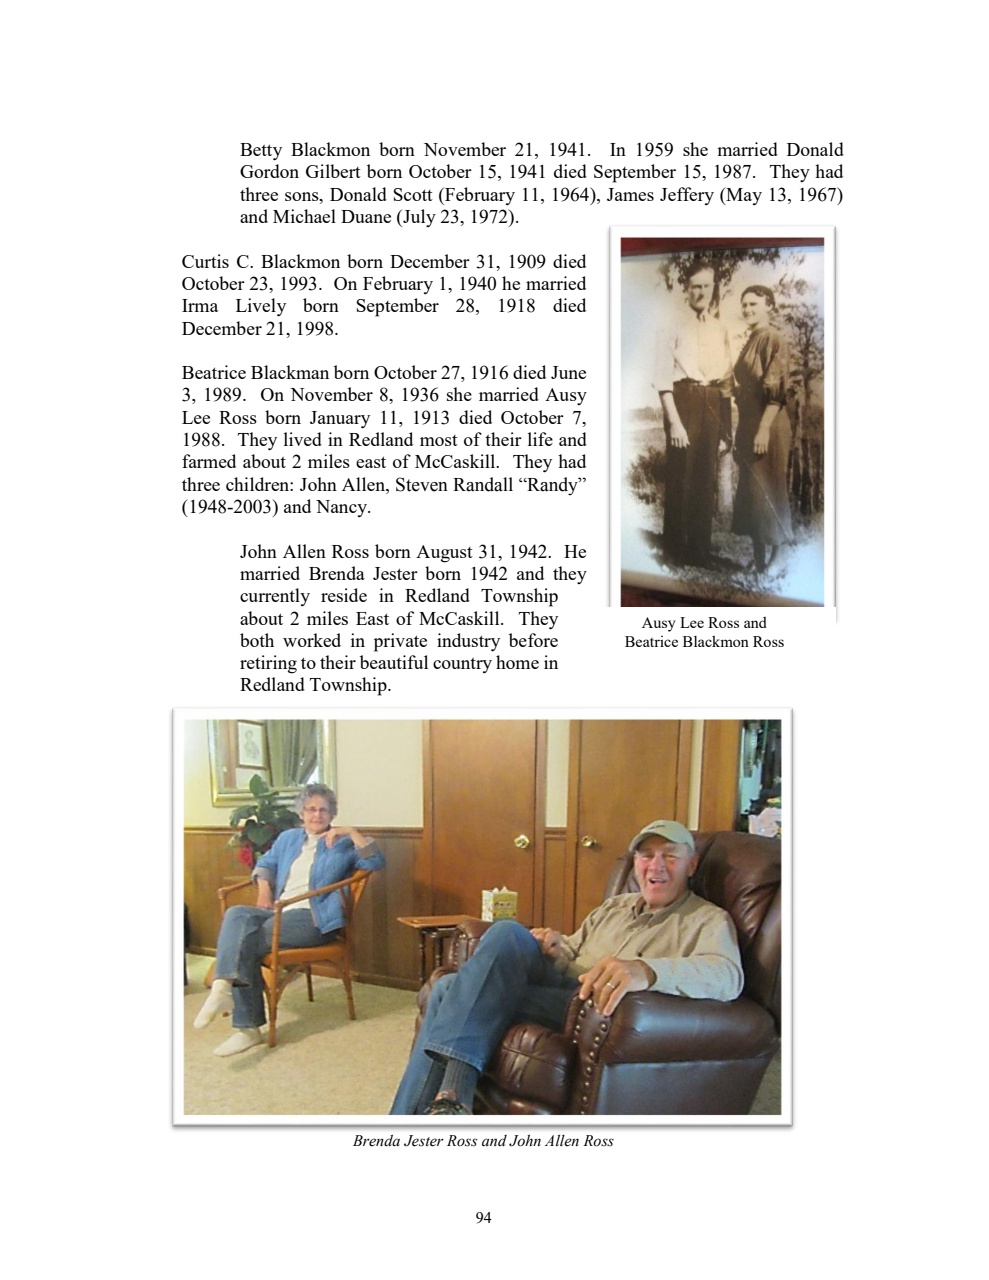 Betty Blackmon born November 21, 1941. In 1959 she married Donald
Gordon Gilbert born October 15, 1941 died September 15, 1987. They had
three sons, Donald Scott (February 11, 1964), James Jeffery (May 13, 1967)
and Michael Duane (July 23, 1972).
Curtis C. Blackmon born December 31, 1909 died
October 23, 1993. On February 1, 1940 he married
Irma Lively born September 28, 1918 died
December 21, 1998.
Beatrice Blackman born October 27, 1916 died June
3, 1989. On November 8, 1936 she married Ausy
Lee Ross born January 11, 1913 died October 7,
1988. They lived in Redland most of their life and
farmed about 2 miles east of McCaskill. They had
three children: John Allen, Steven Randall “Randy”
(1948-2003) and Nancy.
John Allen Ross born August 31, 1942. He
married Brenda Jester born 1942 and they
currently reside in Redland Township
about 2 miles East of McCaskill. They
both worked in private industry before
retiring to their beautiful country home in
Redland Township.
Ausy Lee Ross and
Beatrice Blackmon Ross
Brenda Jester Ross and John Allen Ross
94